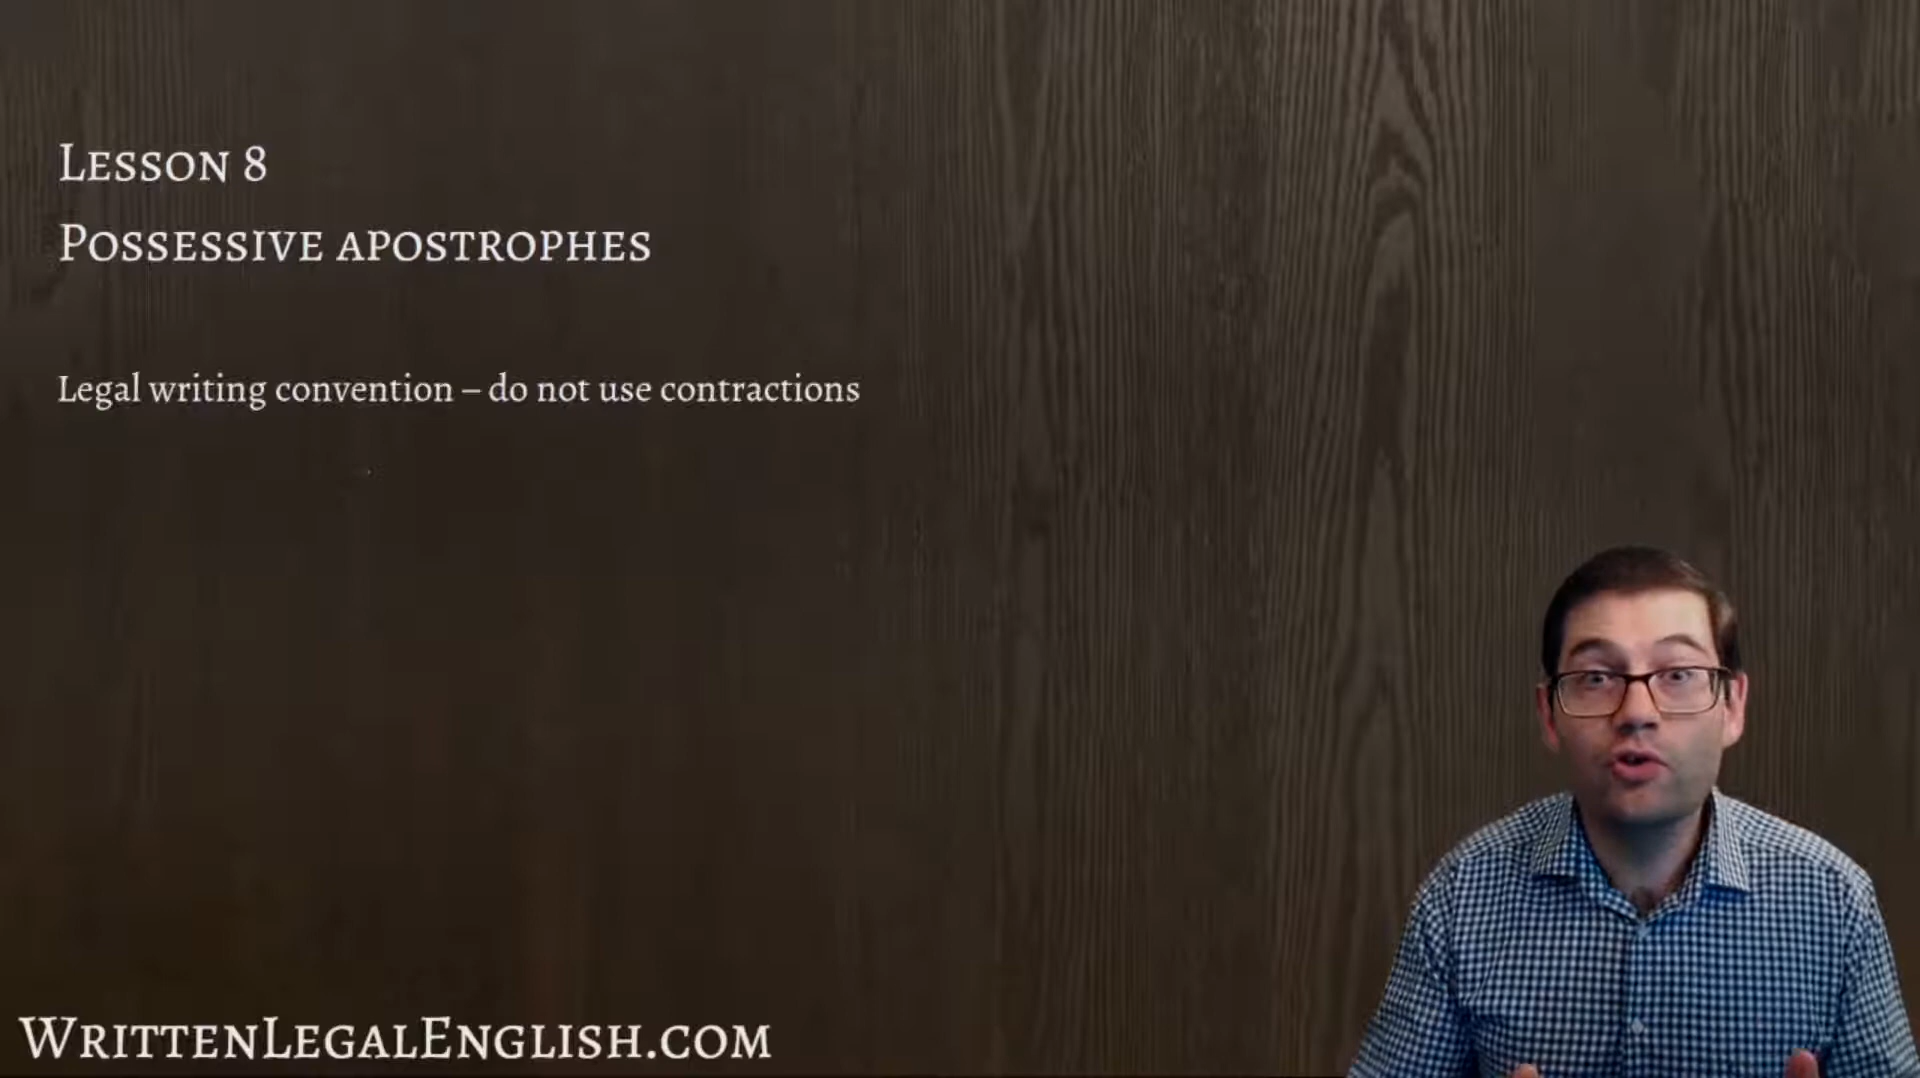 Lesson 8
Possessive apostrophes
Legal writing convention – do not use contractions
WrittenLegalEnglish.com